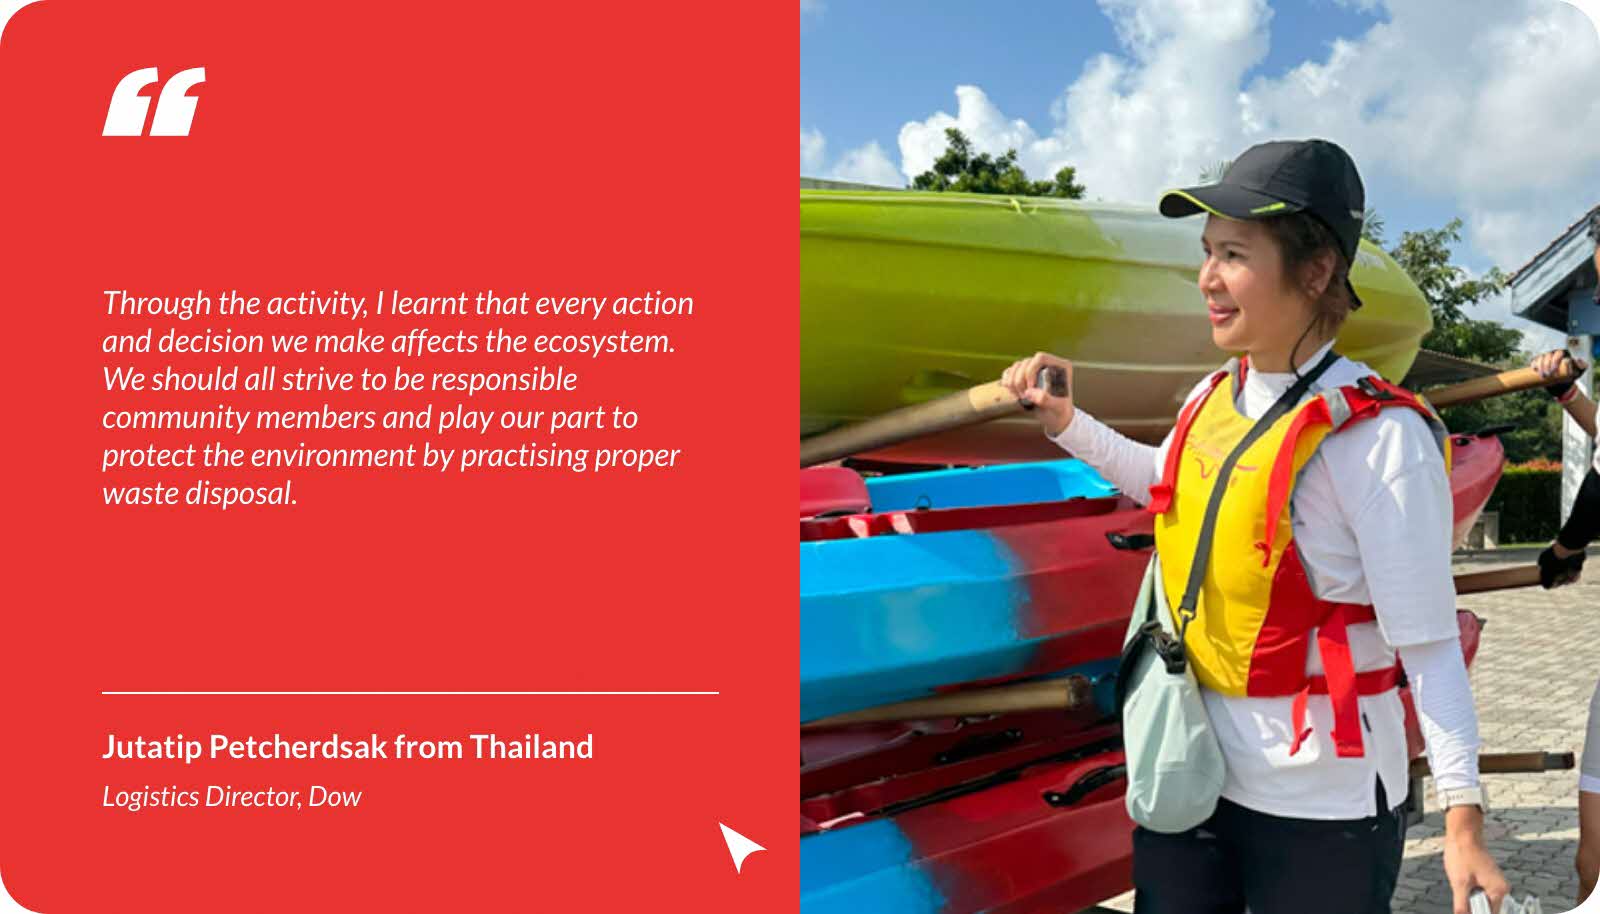 Through the activity, I learnt that every action
and decision we make affects the ecosystem.
We should all strive to be responsible
community members and play our part to
protect the environment by practising proper
waste disposal.
Jutatip Petcherdsak from Thailand
Logistics Director, Dow